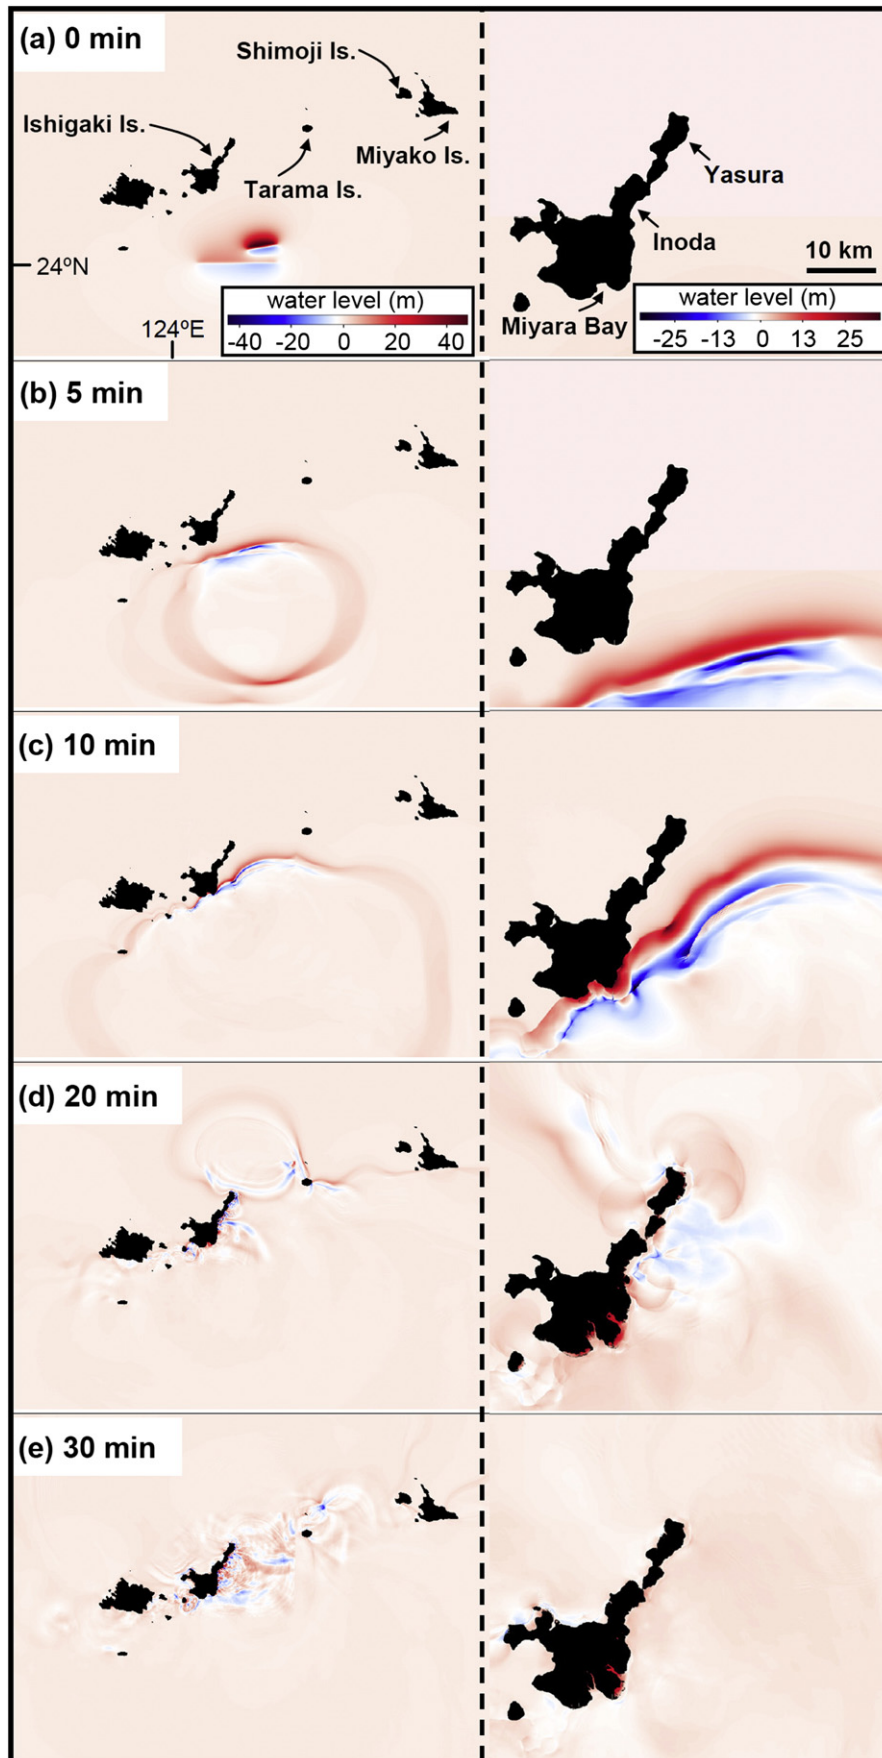 (a) 0 min
Shimoji Is.
Ishigaki Is.
Miyako Is.
Tarama Is.
24ºN
124ºE
water level (m)
-40 -20 0 20 40
Yasura
Inoda
10 km
Miyara Bay
water level (m)
-25 -13 0 13 25
(b) 5 min
(c) 10 min
(d) 20 min
(e) 30 min